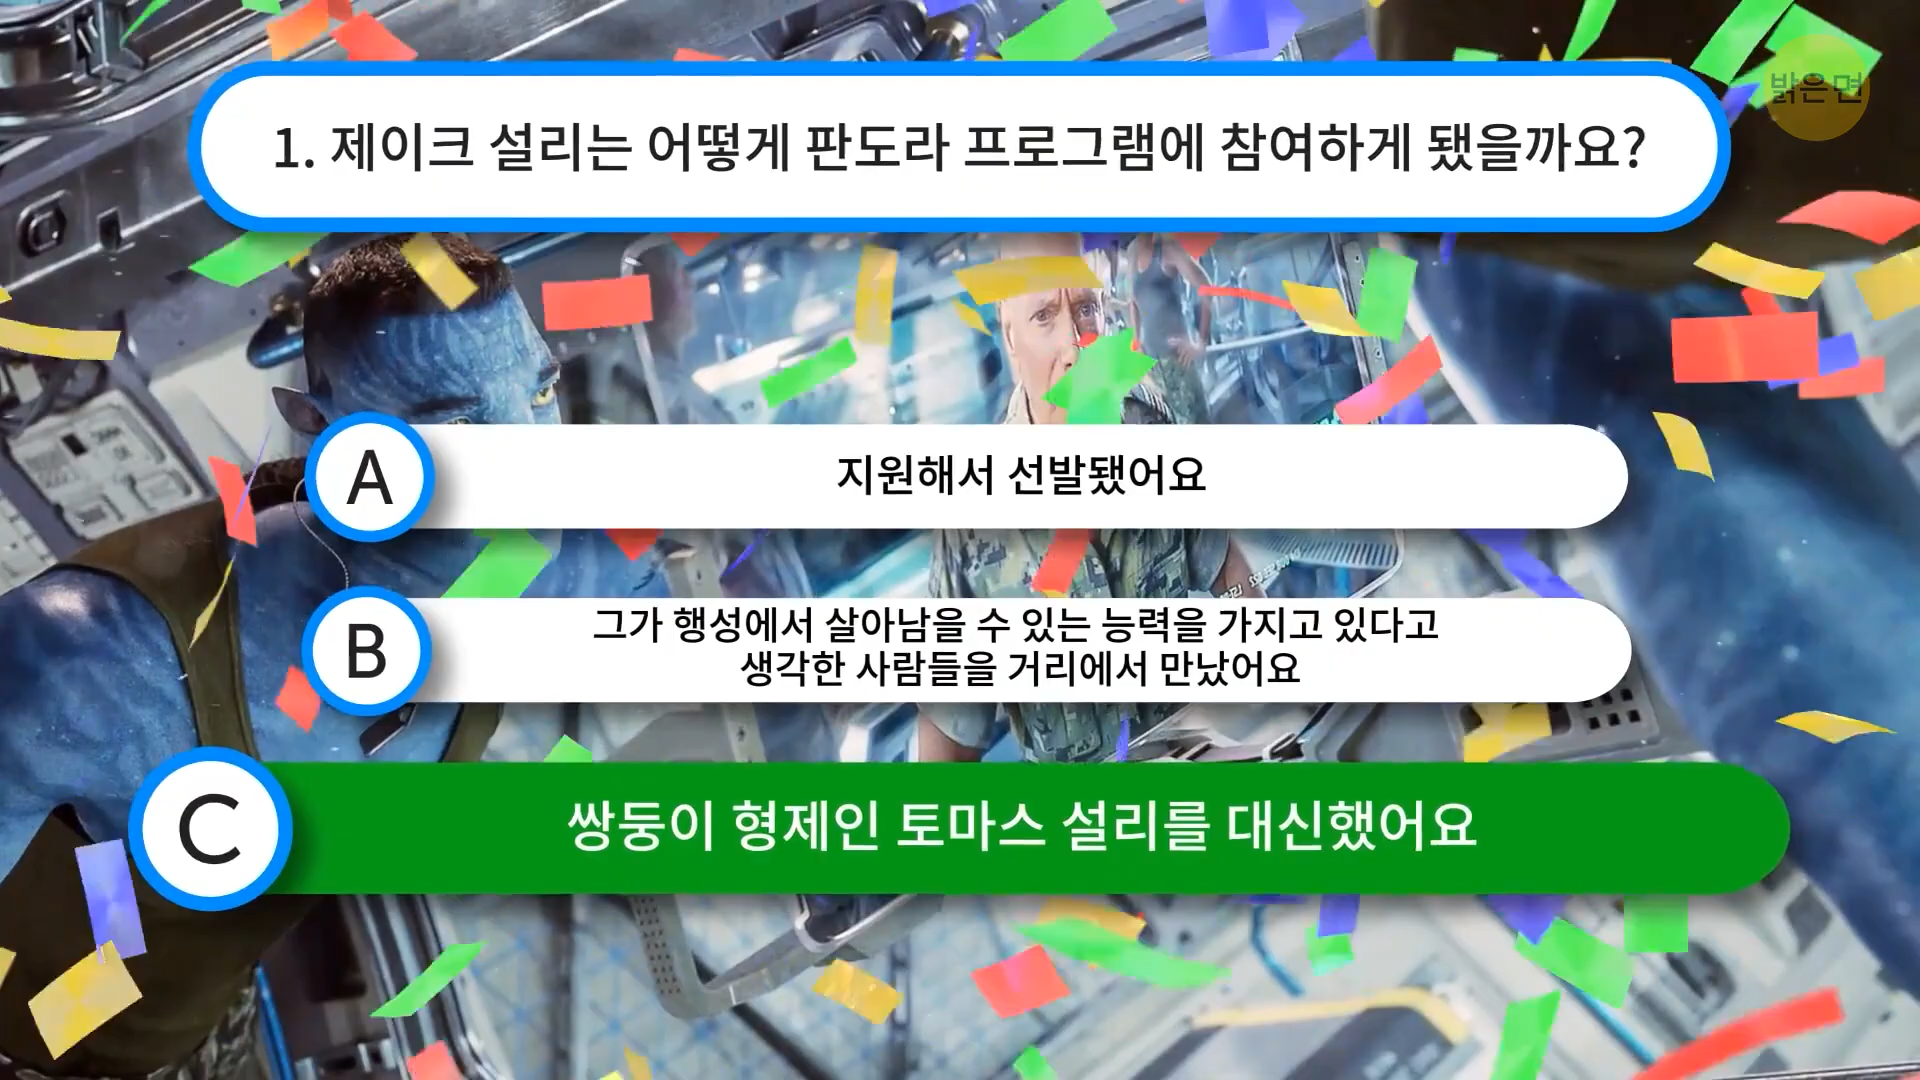 밝은면
1. 제이크 설리는 어떻게 판도라 프로그램에 참여하게 됐을까요?
A
지원해서 선발됐어요
B
그가 행성에서 살아남을 수 있는 능력을 가지고 있다고
생각한 사람들을 거리에서 만났어요
C
쌍둥이 형제인 토마스 설리를 대신했어요